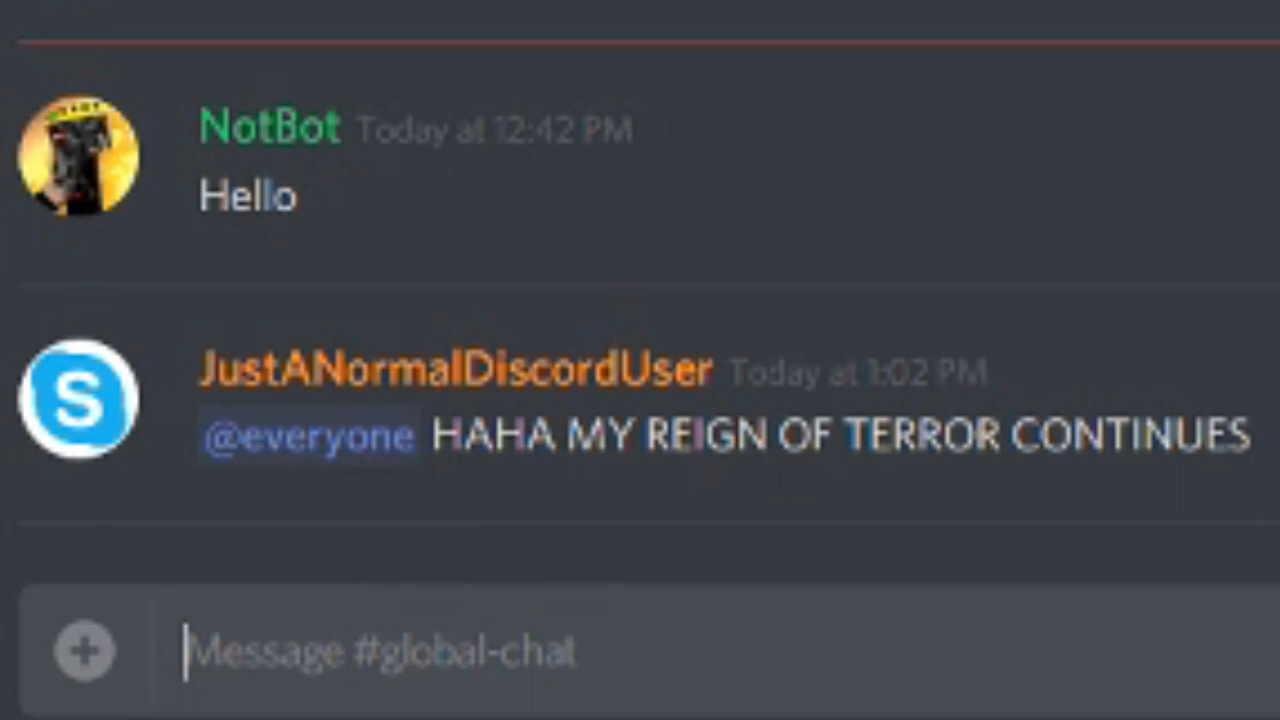 NotBot Today at 12:42 PM
Hello
S
JustANormalDiscordUser Today at 1:02 PM
@everyone HAHA MY REIGN OF TERROR CONTINUES
Message #global-chat